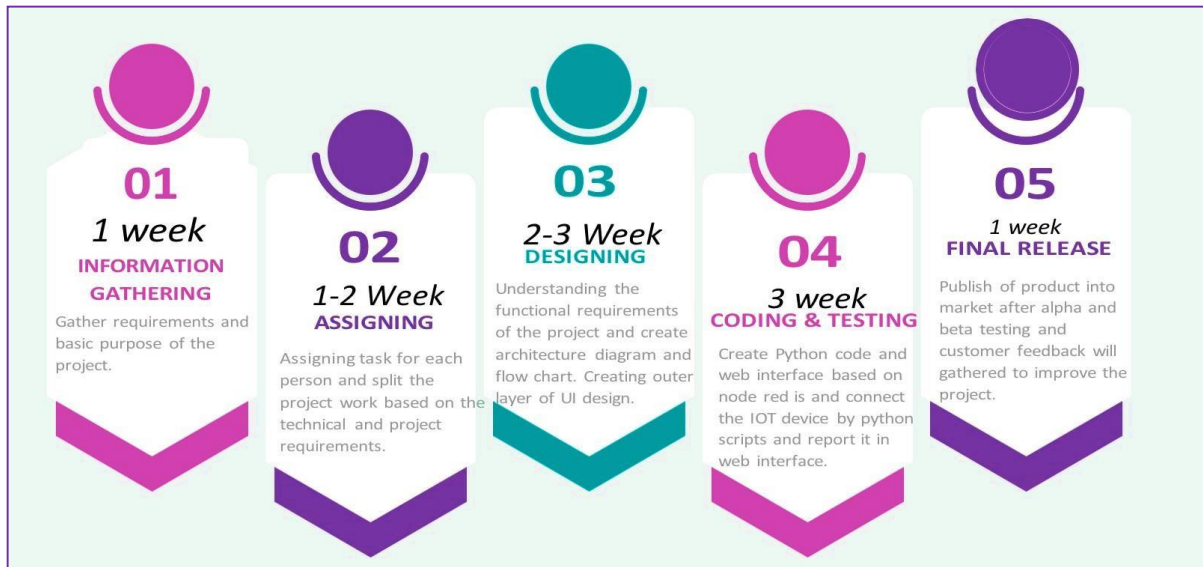 01
1 week
INFORMATION
GATHERING
Gather requirements and
basic purpose of the
project.
02
1-2 Week
ASSIGNING
Assigning task for each
person and split the
project work based on the
technical and project
requirements.
03
2-3 Week
DESIGNING
Understanding the
functional requirements
of the project and create
architecture diagram and
flow chart. Creating outer
layer of UI design.
04
3 week
CODING & TESTING
Create Python code and
web interface based on
node red is and connect
the IOT device by python
scripts and report it in
web interface.
05
1 week
FINAL RELEASE
Publish of product into
market after alpha and
beta testing and
customer feedback will
gathered to improve the
project.